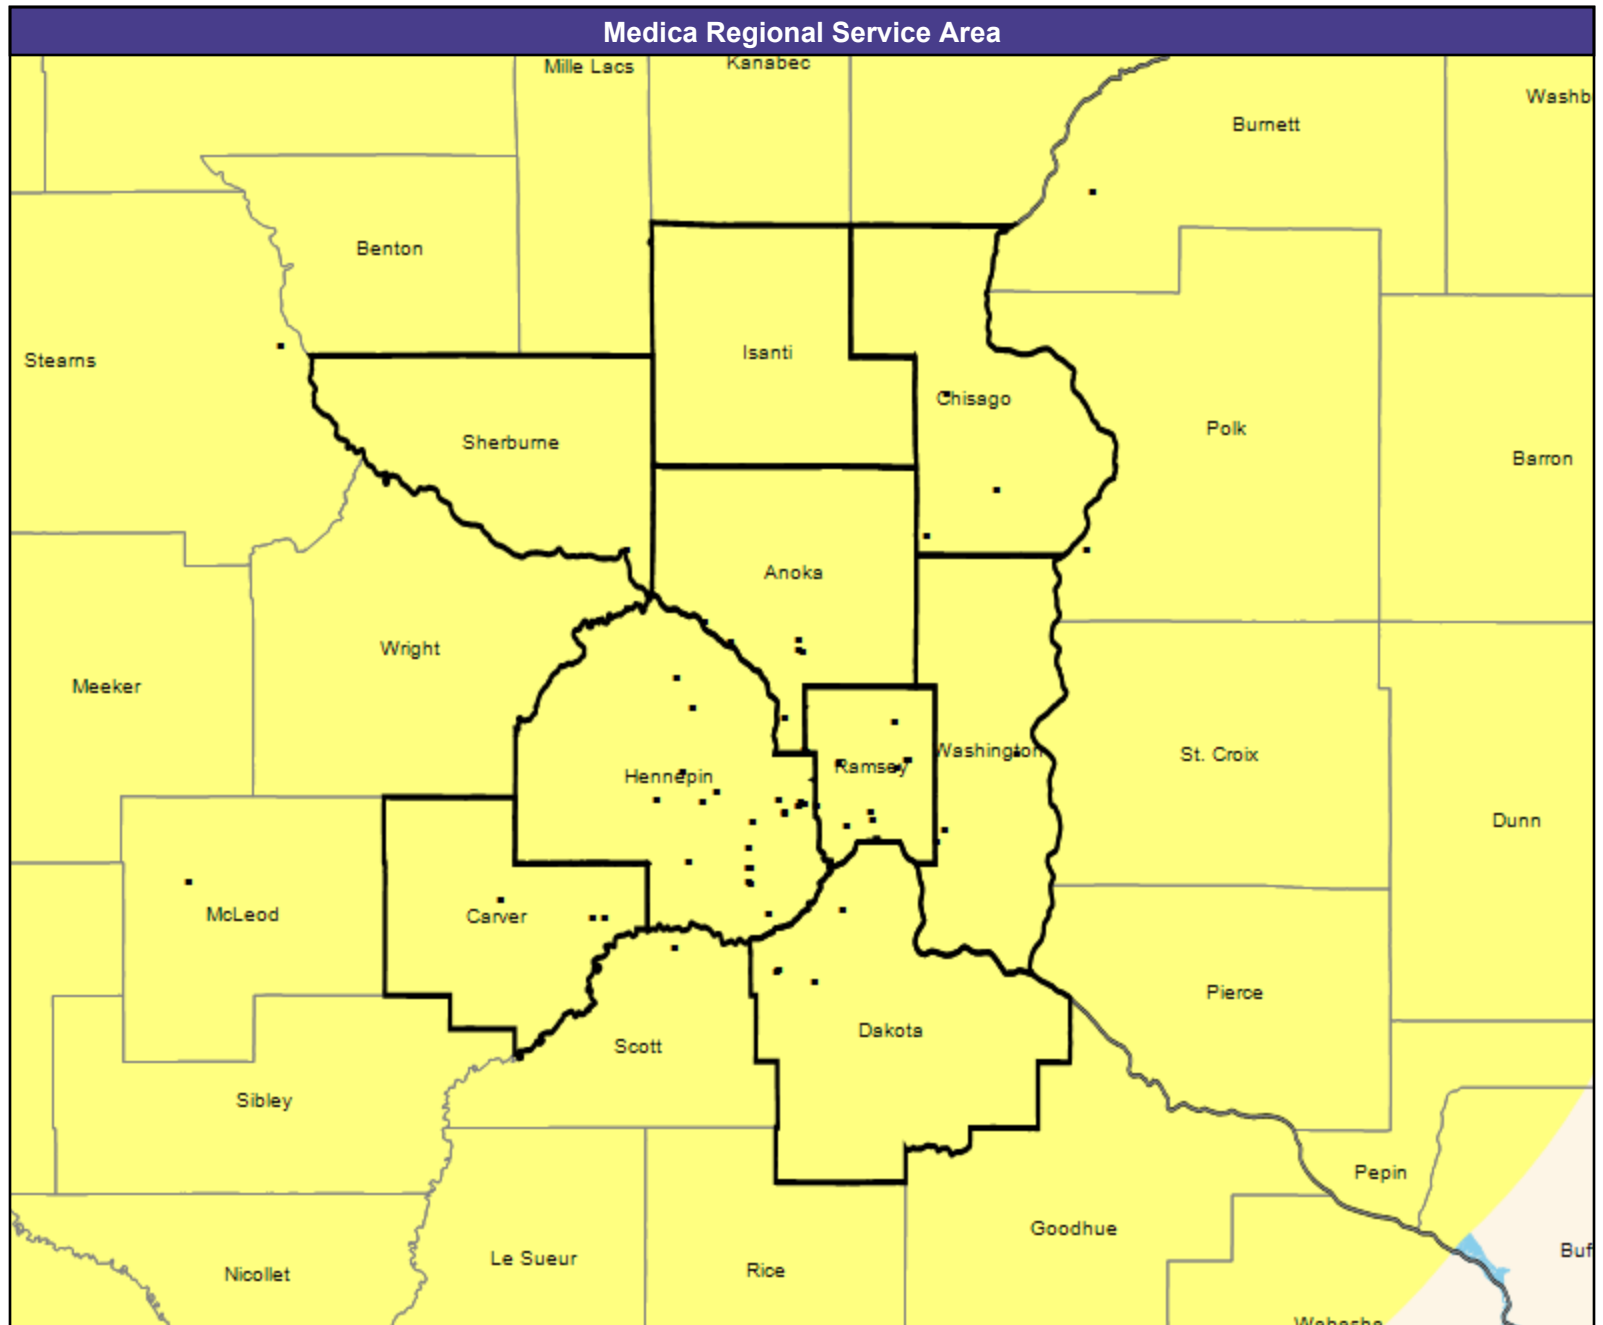 Medica Regional Service Area
Mille Lacs
Kanabec
Washb
Burnett
Benton
Isanti
Stearns
Chisago
Polk
Sherburne
Barron
Anoka
Wright
Meeker
Washington
St. Croix
Ramsey
Hennepin
Dunn
McLeod
Carver
Pierce
Dakota
Scott
Sibley
Pepin
Goodhue
Buf
Le Sueur
Rice
Nicollet